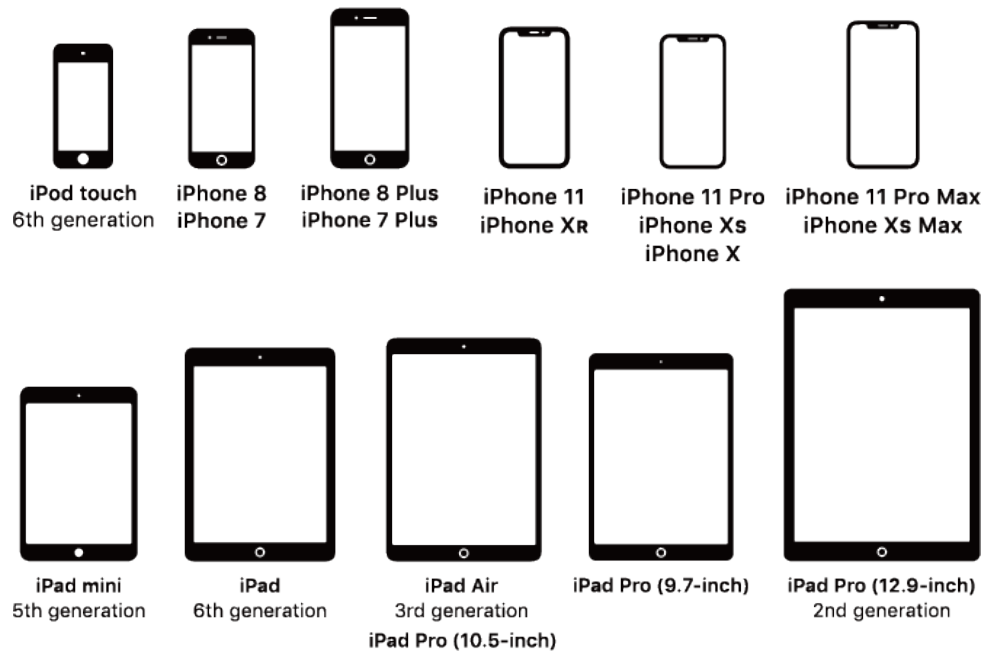 iPod touch
6th generation
iPhone 8
iPhone 7
iPhone 8 Plus
iPhone 7 Plus
iPhone 11
iPhone XR
iPhone 11 Pro
iPhone Xs
iPhone X
iPhone 11 Pro Max
iPhone Xs Max
iPad mini
5th generation
iPad
6th generation
iPad Air
3rd generation
iPad Pro (10.5-inch)
iPad Pro (9.7-inch)
iPad Pro (12.9-inch)
2nd generation